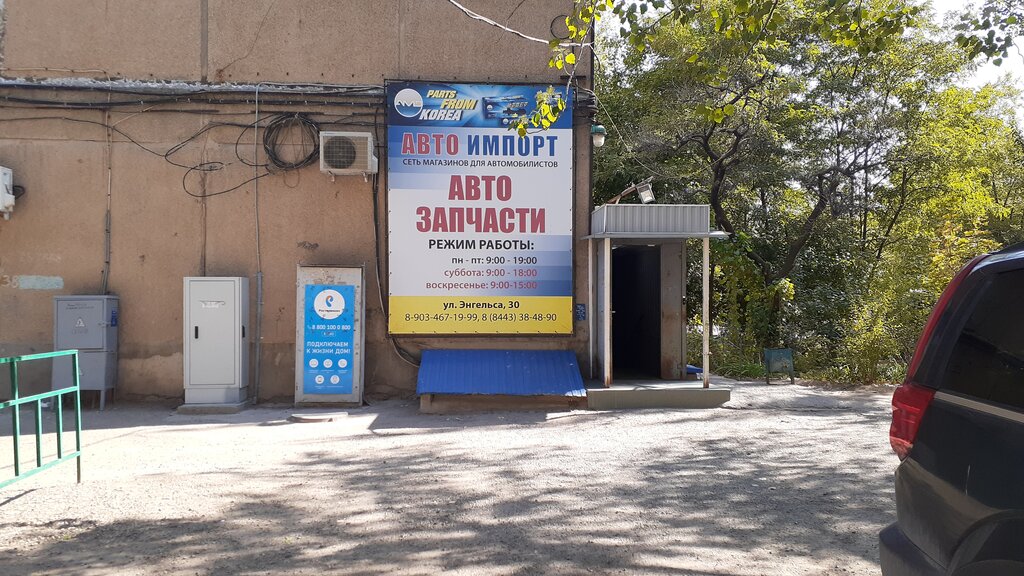 PARTS
FROM
KOREA
АВТО ИМПОРТ
СЕТЬ МАГАЗИНОВ ДЛЯ АВТОМОБИЛИСТОВ
АВТО
ЗАПЧАСТИ
РЕЖИМ РАБОТЫ:
пн - пт: 9:00 - 19:00
суббота: 9:00 - 18:00
воскресенье: 9:00-15:00
ул. Энгельса, 30
8-903-467-19-99, 8 (8443) 38-48-90
Ростелеком
8 800 100 0 800
ПОДКЛЮЧАЕМ
К ЖИЗНИ ДОМ!